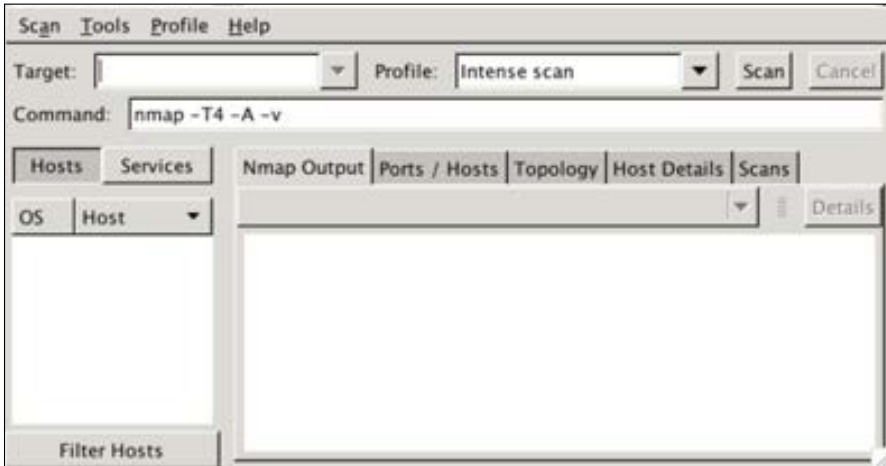 Scan Tools Profile Help
Target: Profile: Intense scan Scan Cancel
Command: nmap -T4 -A -v
Hosts Services Nmap Output Ports / Hosts Topology Host Details Scans
OS Host Details
Filter Hosts